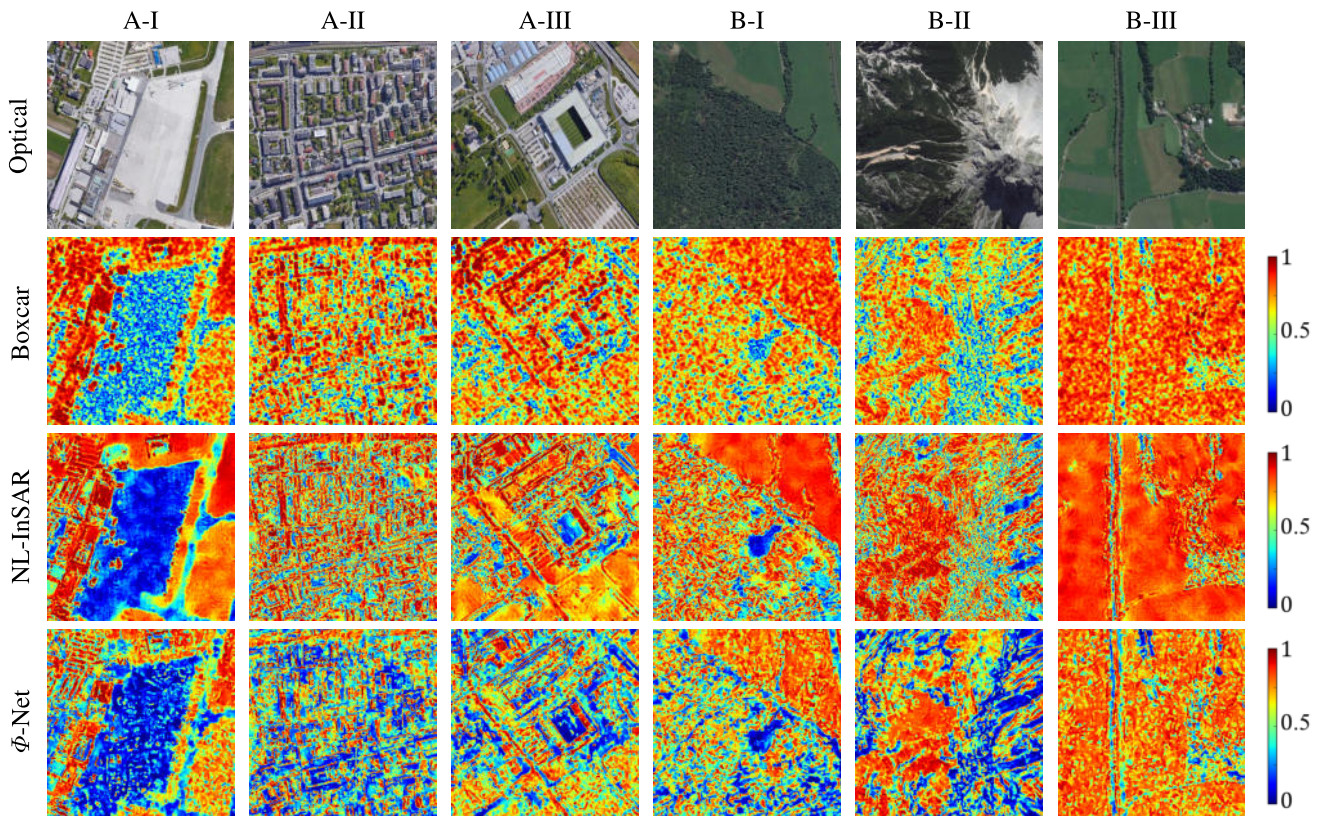 A-I A-II A-III B-I B-II B-III
Optical
Boxcar
1
0.5
0
NL-InSAR
1
0.5
0
Φ-Net
1
0.5
0